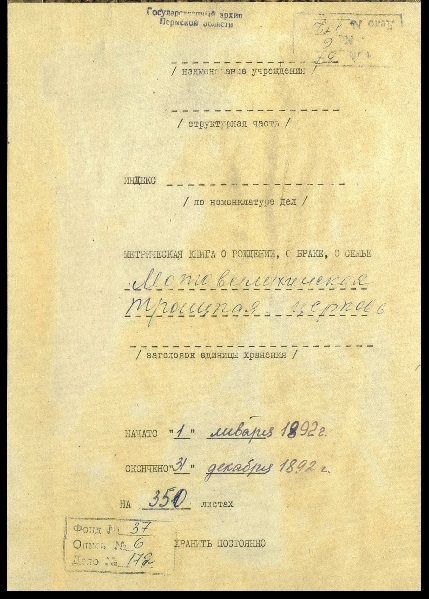 Государственный архив
Пермской области
/ наименование учреждения
/ структурная часть /
ИНДЕКС
/ по номенклатуре дел /
МЕТРИЧЕСКАЯ КНИГА О РОЖДЕНИИ, О БРАКЕ, О СЕМЬЕ
Мотовилихинская
Троицкая церковь
/ заголовок единицы хранения /
НАЧАТО "1" января 1892 г.
ОКОНЧЕНО "31" декабря 1892 г.
НА 350 листах
Фонд № 37
Опись № 6
Дело № 172
ХРАНИТЬ ПОСТОЯННО